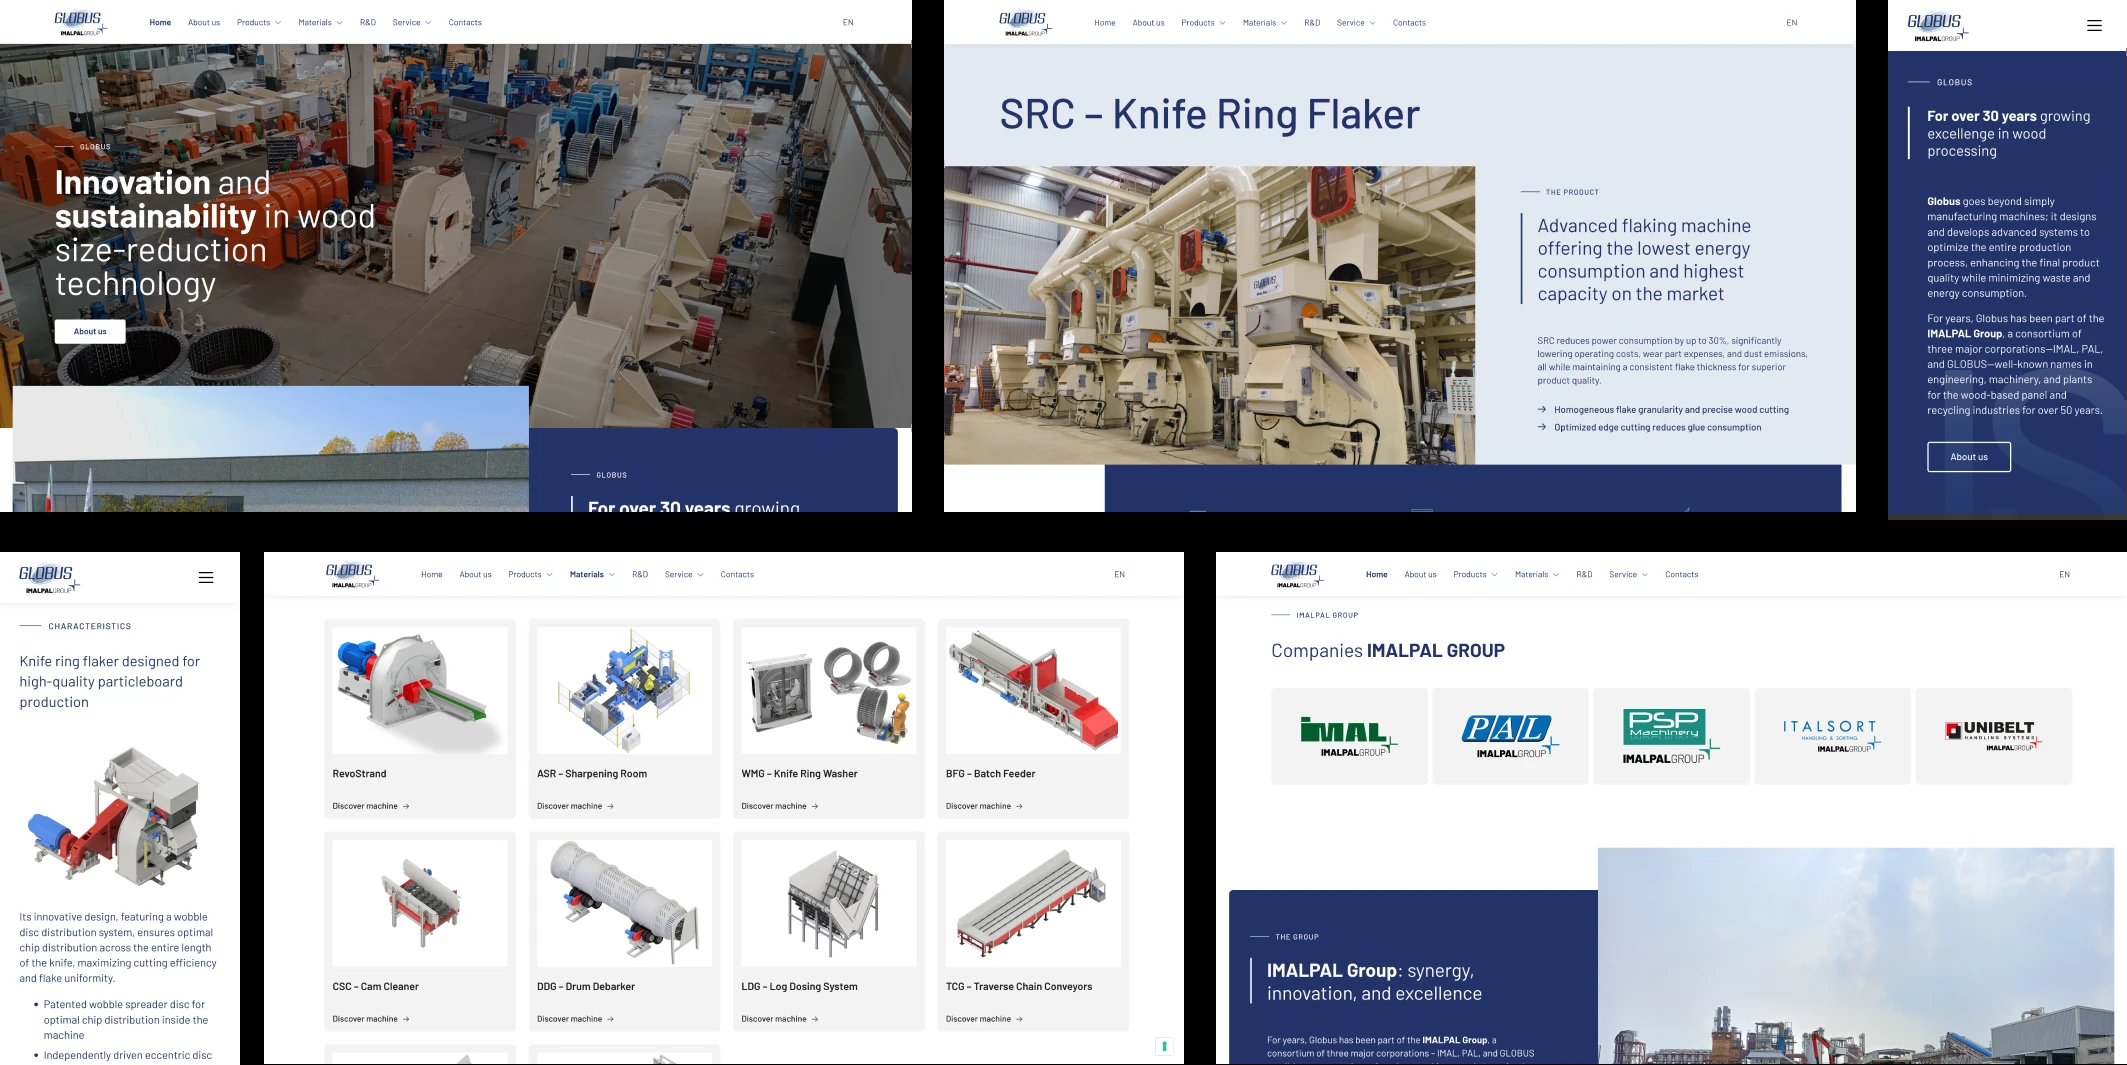 GLOBUS
IMALPALGROUP
Home About us Products Materials R&D Service Contacts
EN
GLOBUS
Innovation and
sustainability in wood
size-reduction
technology
About us
GLOBUS
For over 30 years growing
GLOBUS
IMALPALGROUP
Home About us Products Materials R&D Service Contacts
EN
SRC – Knife Ring Flaker
THE PRODUCT
Advanced flaking machine
offering the lowest energy
consumption and highest
capacity on the market
SRC reduces power consumption by up to 30%, significantly
lowering operating costs, wear part expenses, and dust emissions,
all while maintaining a consistent flake thickness for superior
product quality.
Homogeneous flake granularity and precise wood cutting
Optimized edge cutting reduces glue consumption
GLOBUS
IMALPALGROUP
GLOBUS
For over 30 years growing
excellence in wood
processing
Globus goes beyond simply
manufacturing machines; it designs
and develops advanced systems to
optimize the entire production
process, enhancing the final product
quality while minimizing waste and
energy consumption.
For years, Globus has been part of the
IMALPAL Group, a consortium of
three major corporations—IMAL, PAL,
and GLOBUS—well-known names in
engineering, machinery, and plants
for the wood-based panel and
recycling industries for over 50 years.
About us
GLOBUS
IMALPALGROUP
CHARACTERISTICS
Knife ring flaker designed for
high-quality particleboard
production
Its innovative design, featuring a wobble
disc distribution system, ensures optimal
chip distribution across the entire length
of the knife, maximizing cutting efficiency
and flake uniformity.
• Patented wobble spreader disc for
optimal chip distribution inside the
machine
• Independently driven eccentric disc
GLOBUS
IMALPALGROUP
Home About us Products Materials R&D Service Contacts
EN
RevoStrand
Discover machine
ASR – Sharpening Room
Discover machine
WMG – Knife Ring Washer
Discover machine
BFG – Batch Feeder
Discover machine
CSC – Cam Cleaner
Discover machine
DDG – Drum Debarker
Discover machine
LDG – Log Dosing System
Discover machine
TCG – Traverse Chain Conveyors
Discover machine
GLOBUS
IMALPALGROUP
Home About us Products Materials R&D Service Contacts
EN
IMALPAL GROUP
Companies IMALPAL GROUP
iMAL
IMALPALGROUP
PAL
IMALPALGROUP
PSP
Machinery
IMALPALGROUP
ITALSORT
HANDLING & SORTING
IMALPALGROUP
UNIBELT
HANDLING SYSTEMS
IMALPALGROUP
THE GROUP
IMALPAL Group: synergy,
innovation, and excellence
For years, Globus has been part of the IMALPAL Group, a
consortium of three major corporations – IMAL, PAL, and GLOBUS